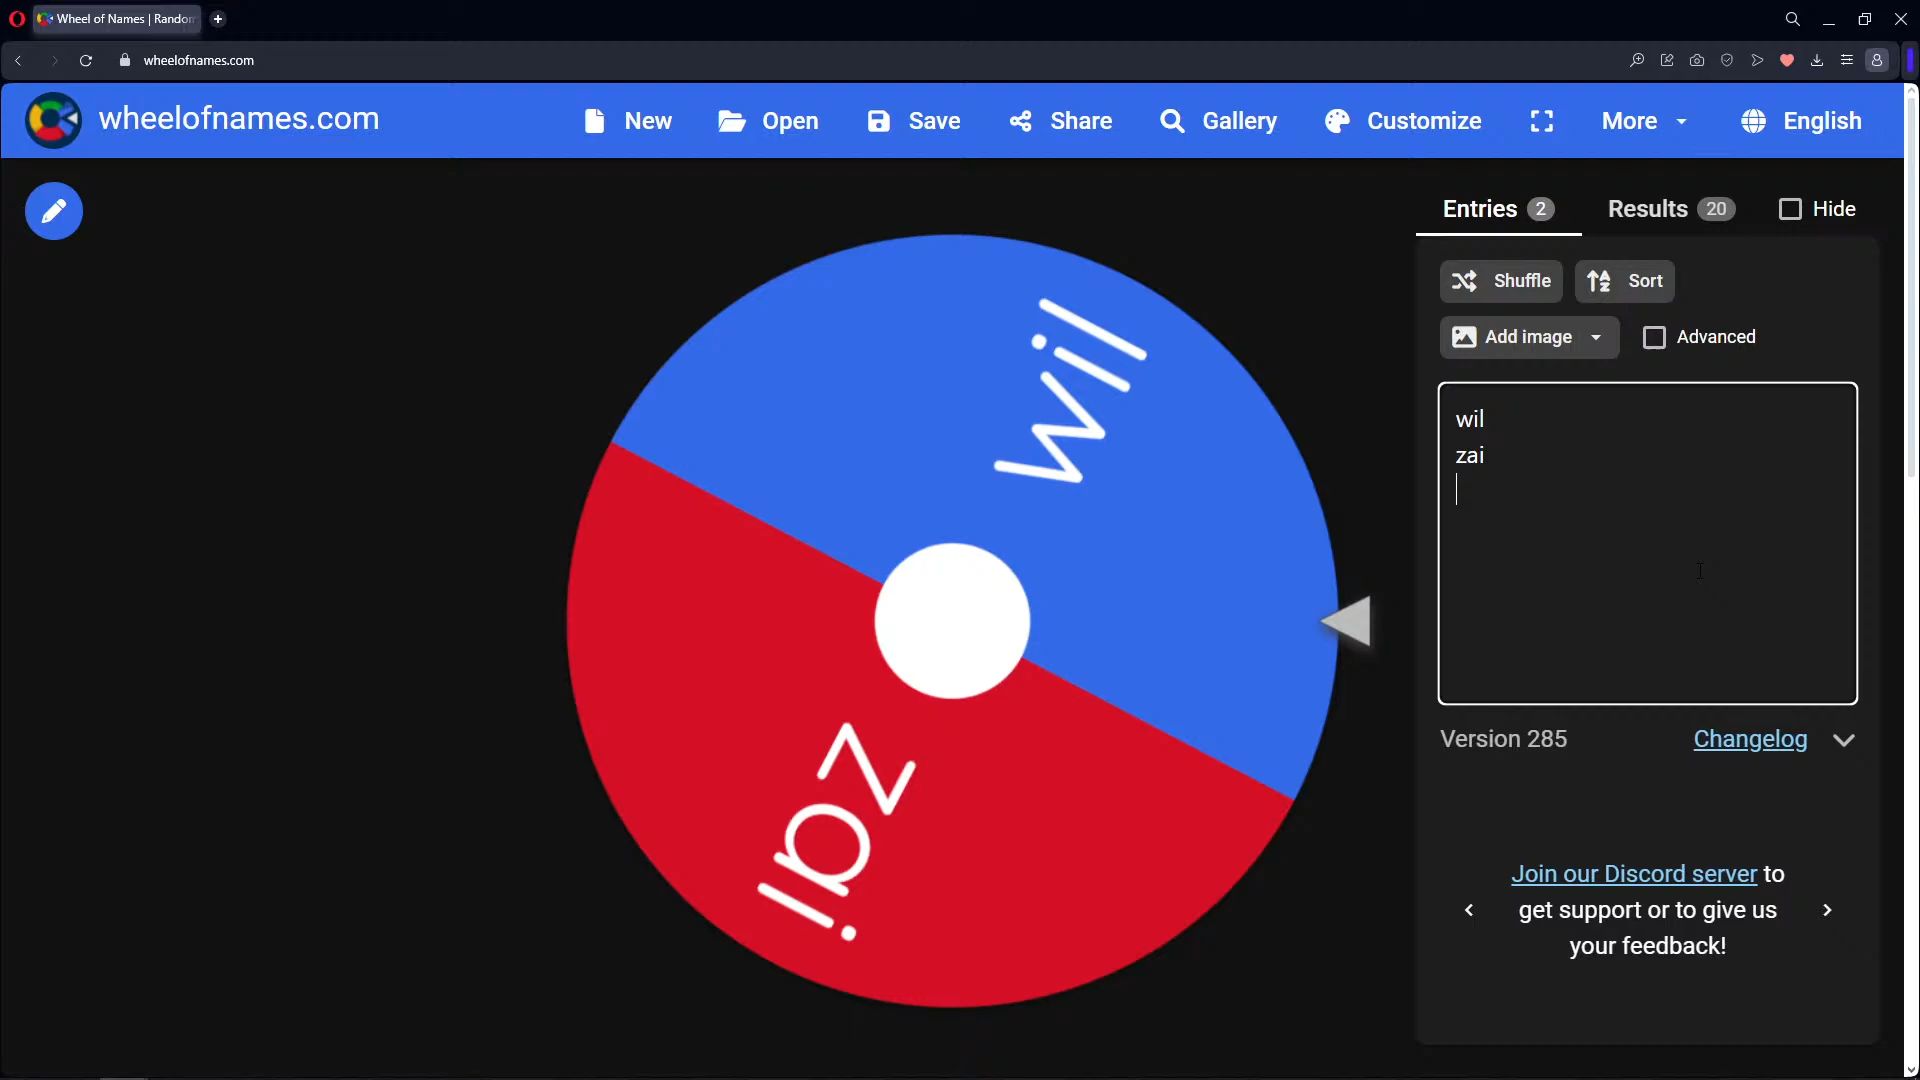 Wheel of Names | Random
wheelofnames.com
wheelofnames.com
New
Open
Save
Share
Gallery
Customize
More
English
Entries 2
Results 20
Hide
Shuffle
Sort
Add image
Advanced
wil
zai
wil
zai
Version 285
Changelog
Join our Discord server to
get support or to give us
your feedback!